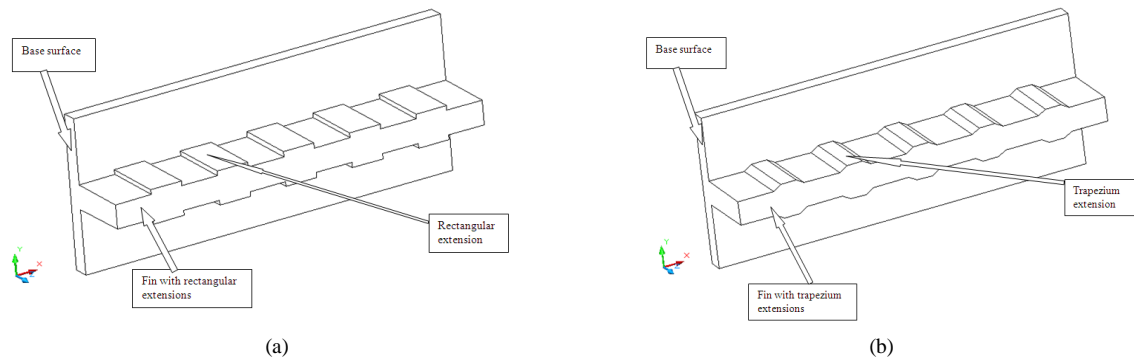 Base surface
Rectangular
extension
Fin with rectangular
extensions
Y
X
Z
(a)
Base surface
Trapezium
extension
Fin with trapezium
extensions
Y
X
Z
(b)